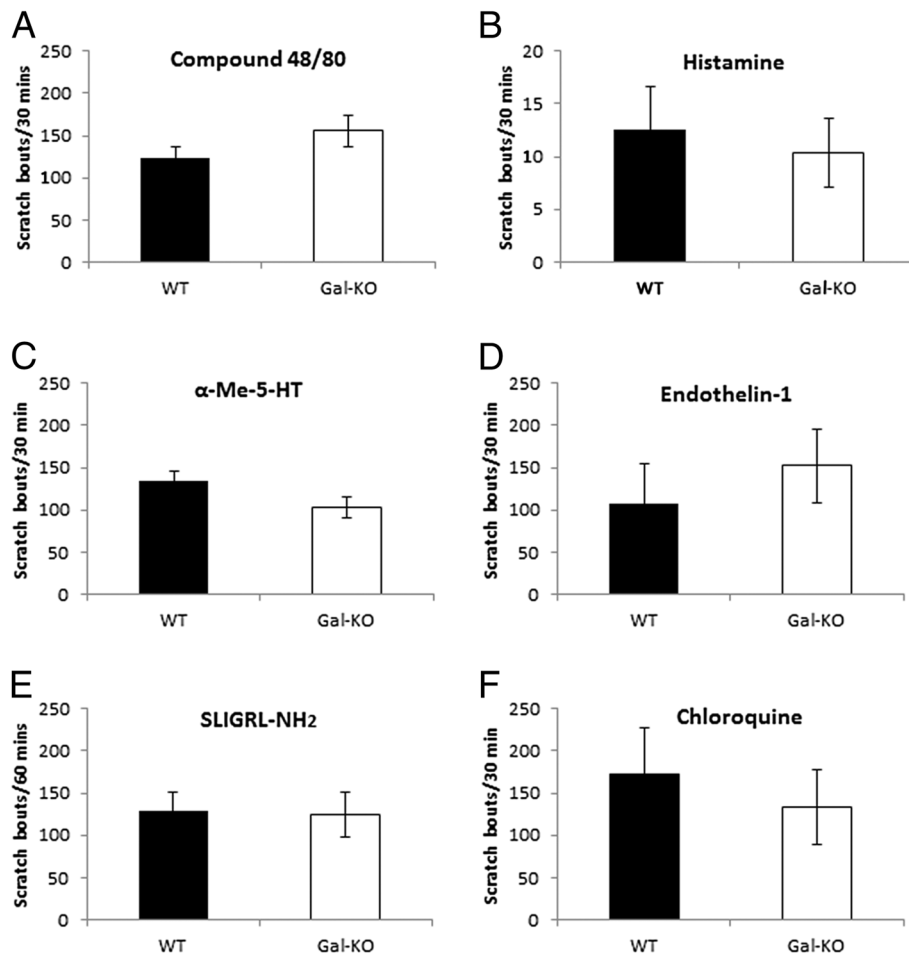 A
Compound 48/80
Scratch bouts/30 mins
250
200
150
100
50
0
WT
Gal-KO
B
Histamine
Scratch bouts/30 mins
20
15
10
5
0
WT
Gal-KO
C
α-Me-5-HT
Scratch bouts/30 min
250
200
150
100
50
0
WT
Gal-KO
D
Endothelin-1
Scratch bouts/30 min
250
200
150
100
50
0
WT
Gal-KO
E
SLIGRL-NH2
Scratch bouts/60 mins
250
200
150
100
50
0
WT
Gal-KO
F
Chloroquine
Scratch bouts/30 min
250
200
150
100
50
0
WT
Gal-KO